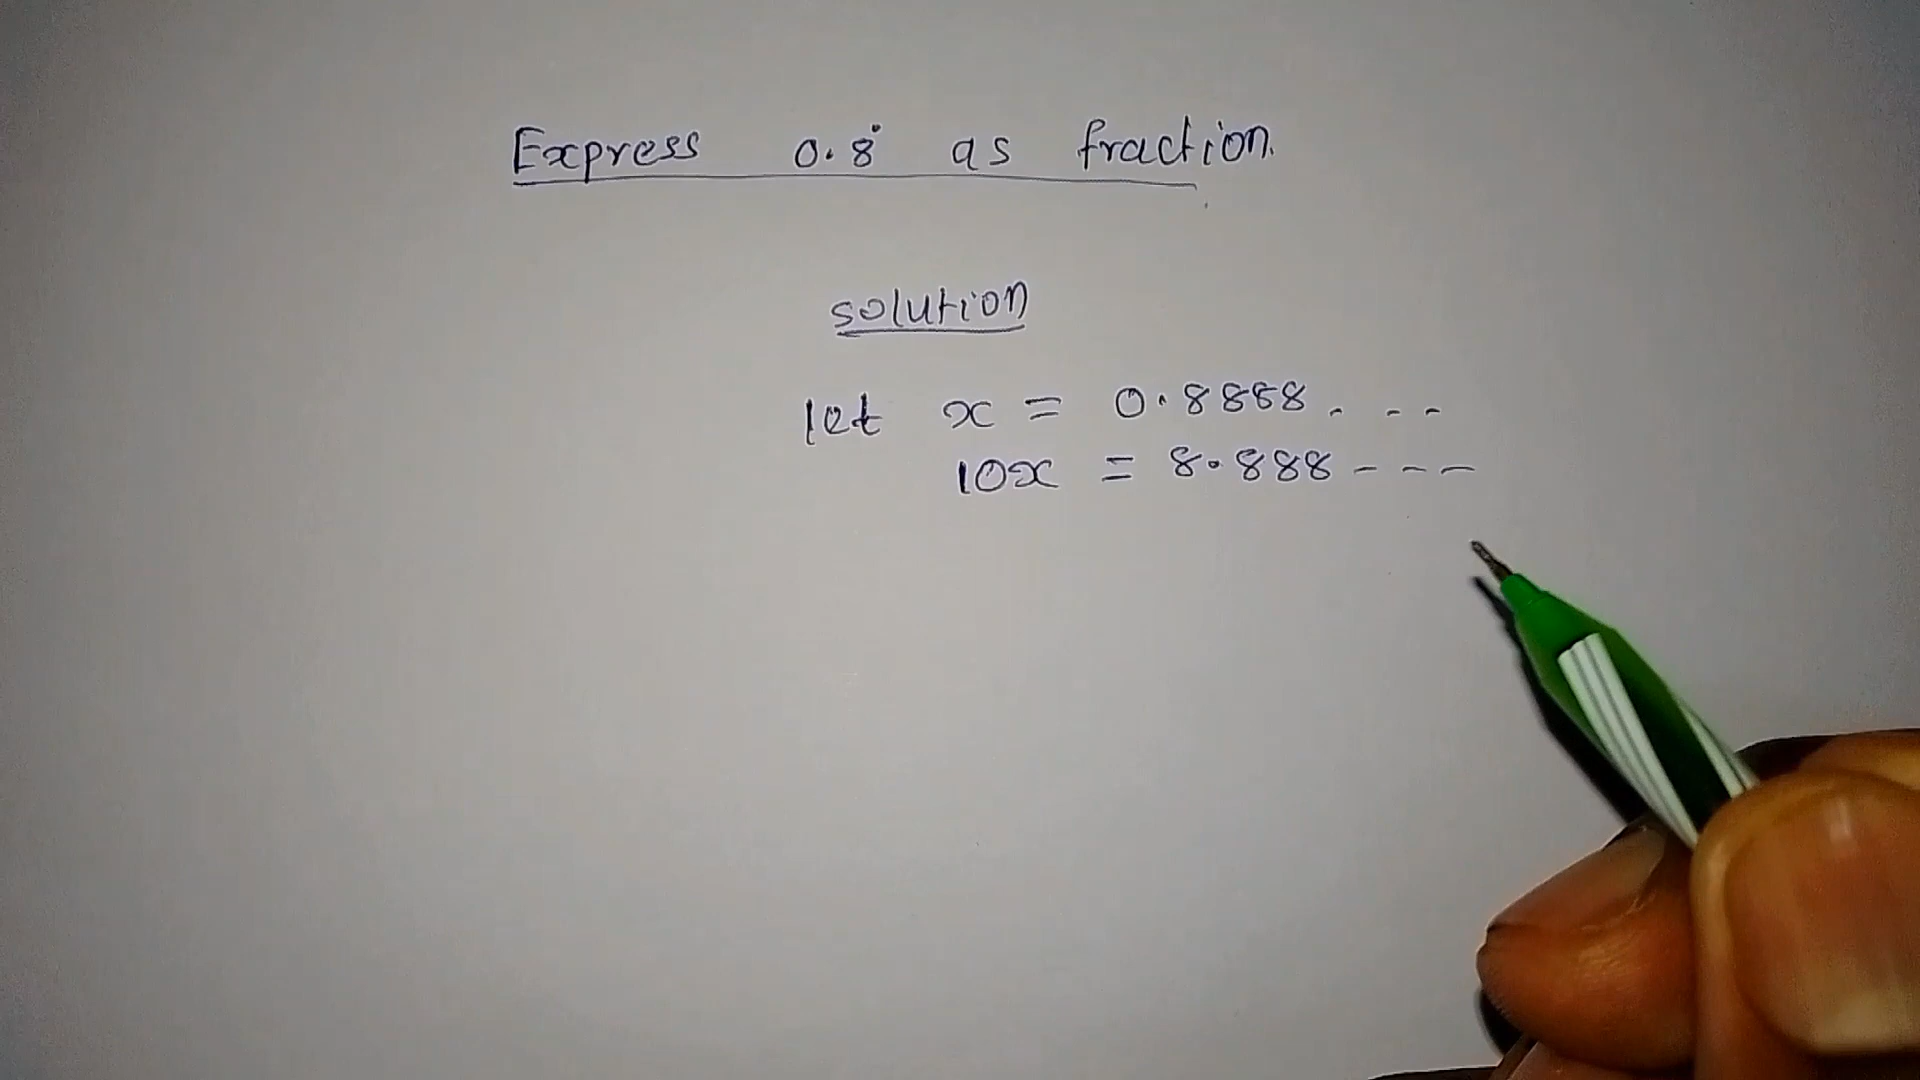 Express 0.8̇ as fraction.
solution
let x = 0.8888. - --
10x = 8.888---